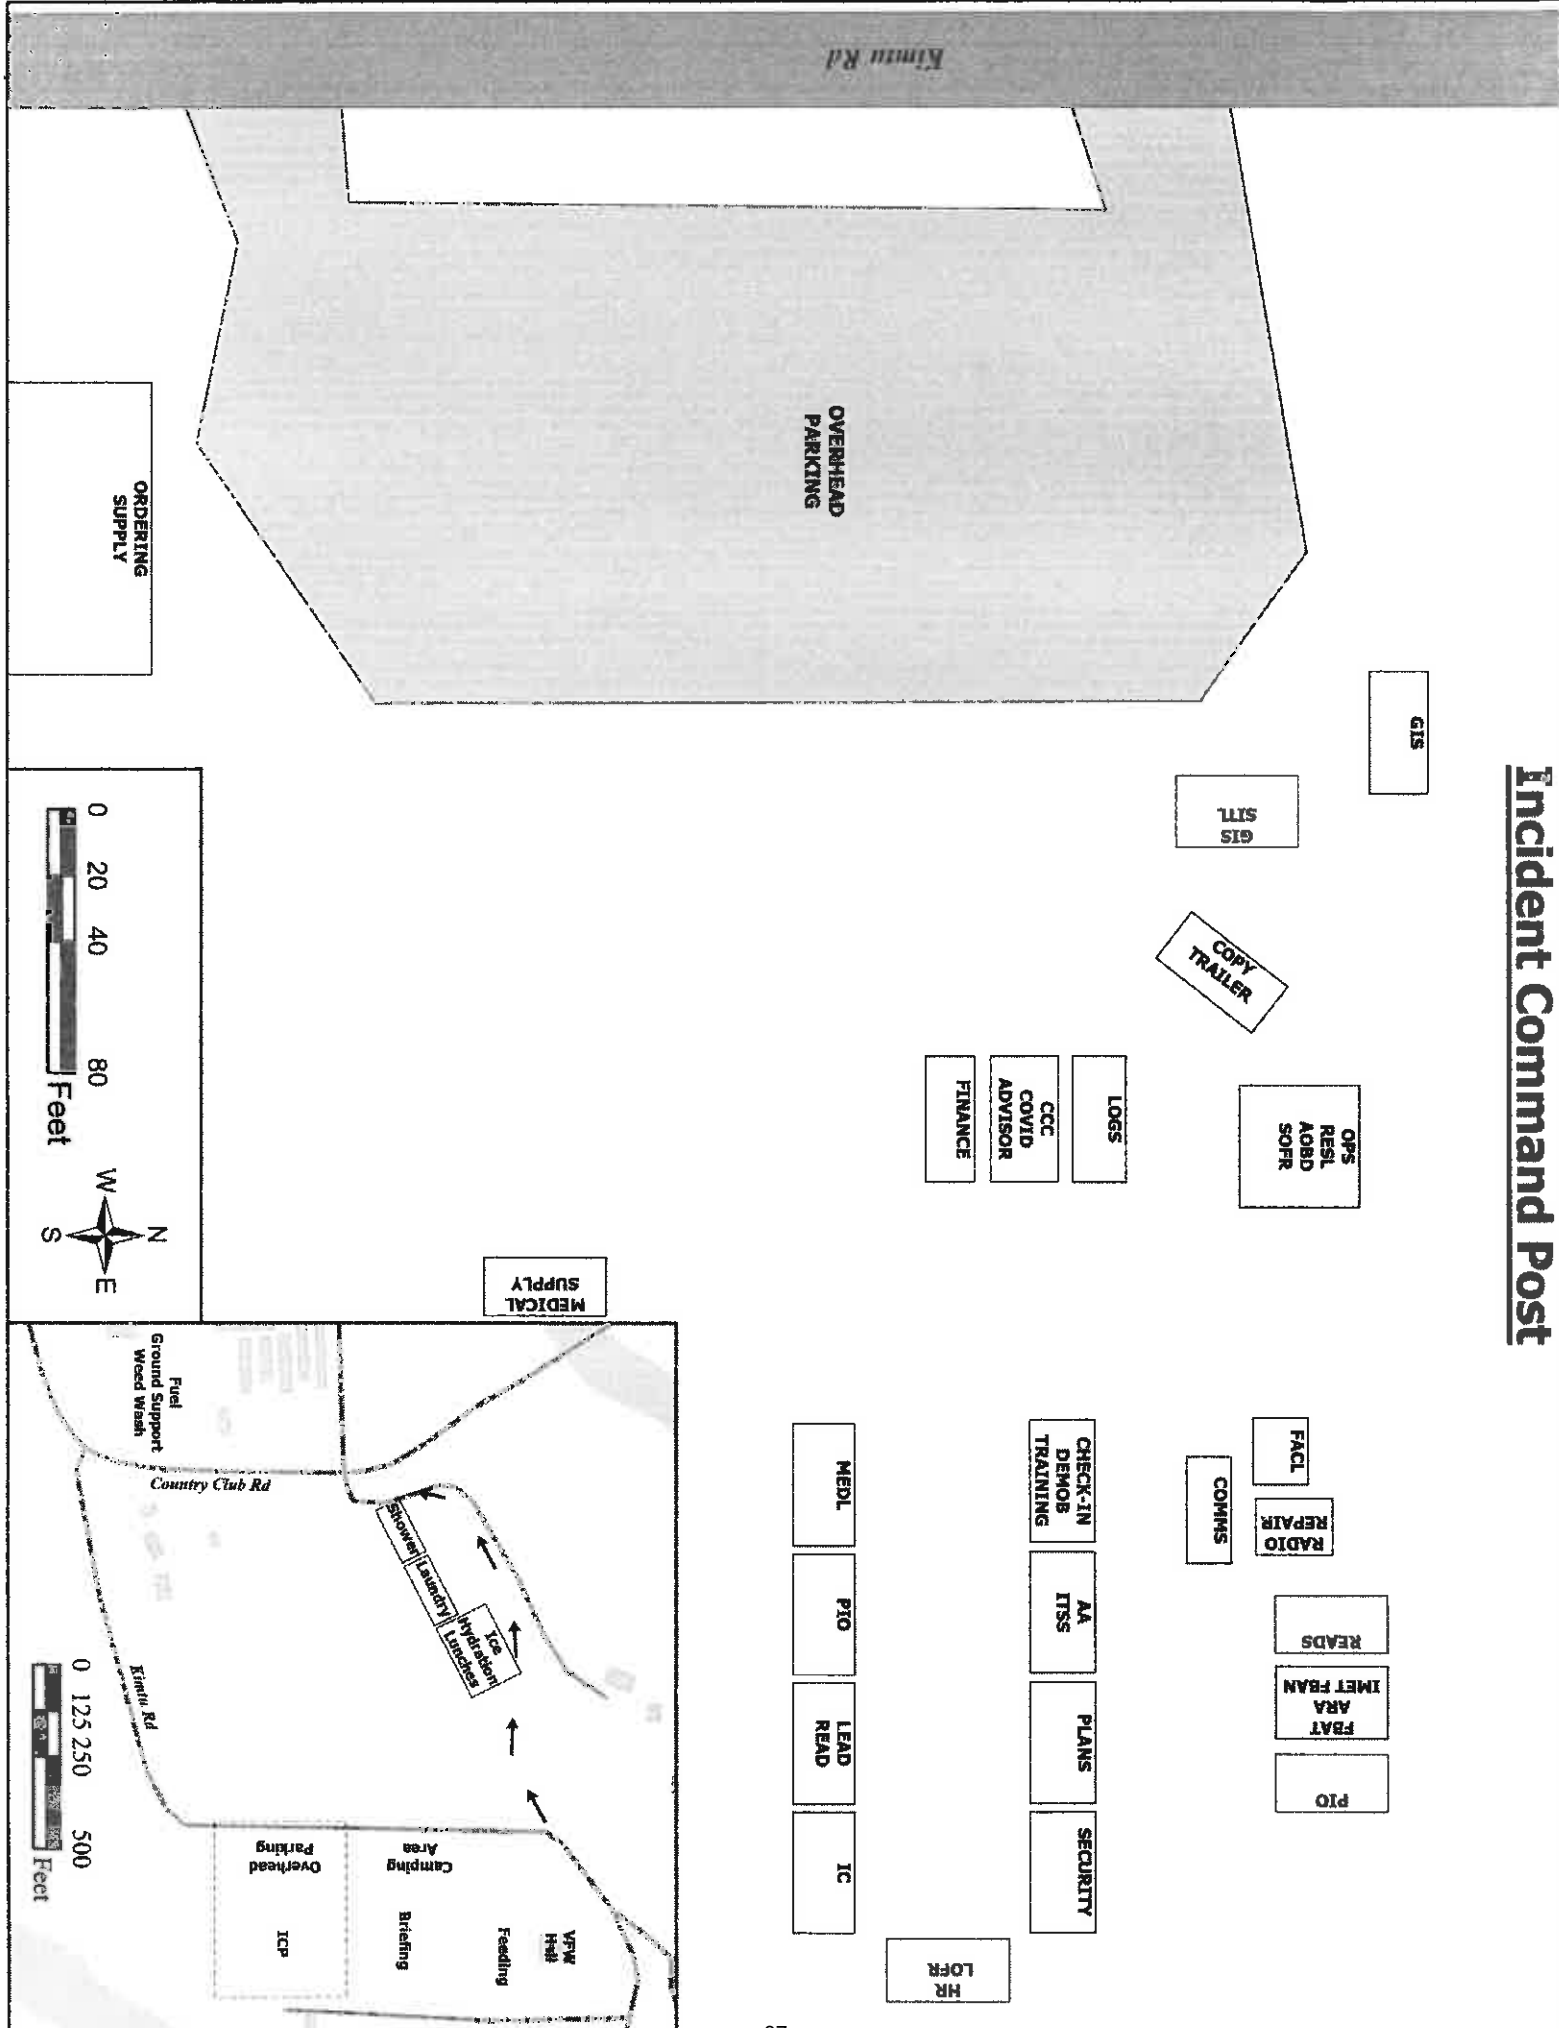 Incident Command Post
Kimtu Rd
OVERHEAD
PARKING
ORDERING
SUPPLY
GIS
GIS
SITL
COPY
TRAILER
OPS
RESL
AOBD
SOFR
LOGS
CCC
COVID
ADVISOR
FINANCE
MEDICAL
SUPPLY
FACL
RADIO
REPAIR
COMMS
READS
FBAT
ARA
IMET FBAN
PIO
CHECK-IN
DEMOB
TRAINING
AA
ITSS
PLANS
SECURITY
MEDL
PIO
LEAD
READ
IC
HR
LOFR
0 20 40 80
Feet
N
W E
S
Fuel
Ground Support
Weed Wash
Country Club Rd
Shower
Laundry
Ice
Hydration
Lunches
Kimtu Rd
Overhead
Parking
ICP
Camping
Area
Briefing
Feeding
VFW
Hall
0 125 250 500
Feet